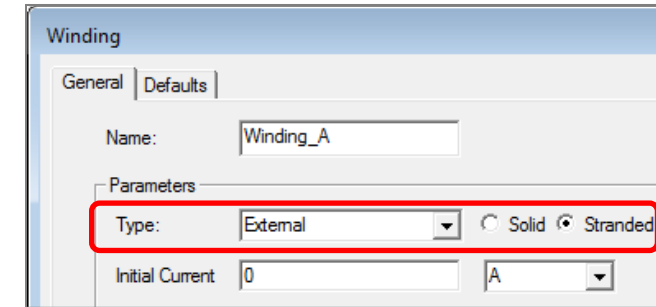 Winding
General Defaults
Name: Winding_A
Parameters
Type: External Solid Stranded
Initial Current 0 A